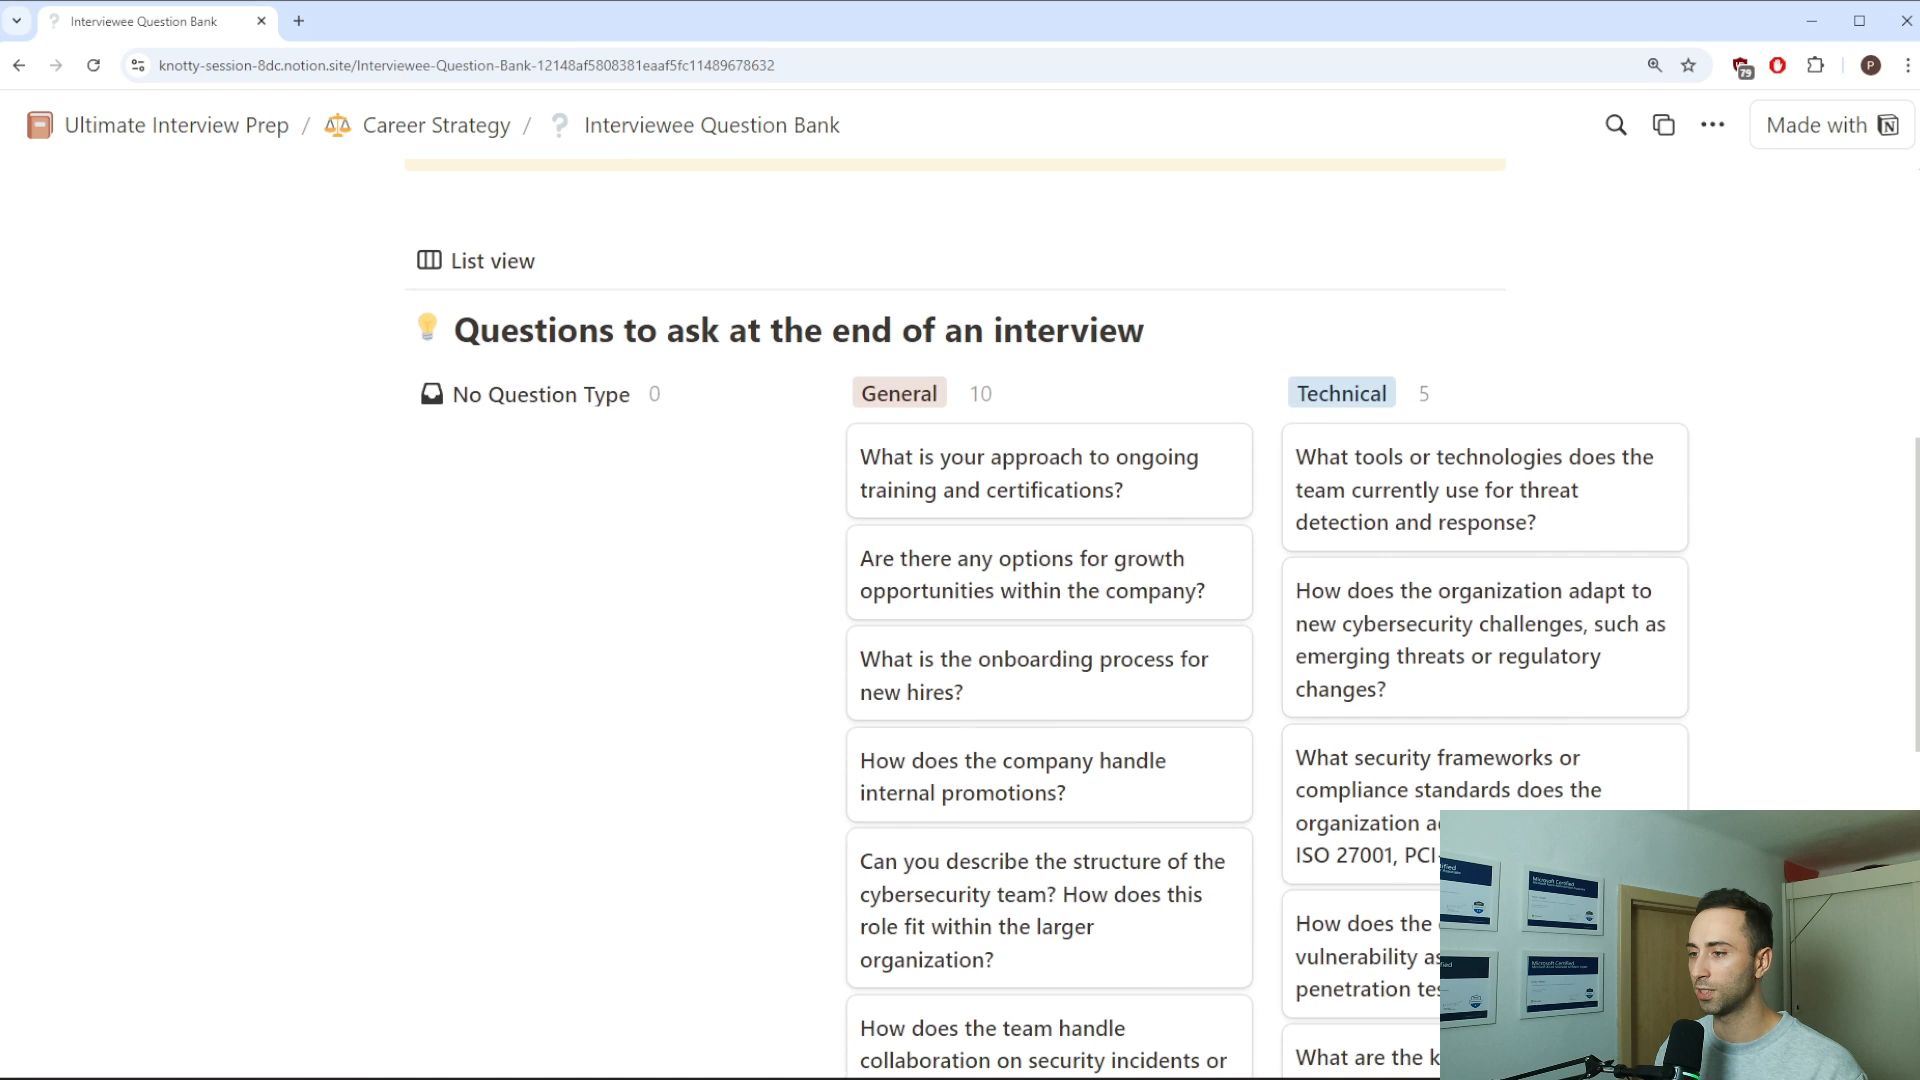 Interviewee Question Bank
knotty-session-8dc.notion.site/Interviewee-Question-Bank-12148af5808381eaaf5fc11489678632
79
P
Ultimate Interview Prep / Career Strategy / Interviewee Question Bank
Made with
List view
Questions to ask at the end of an interview
No Question Type 0
General 10
What is your approach to ongoing
training and certifications?
Are there any options for growth
opportunities within the company?
What is the onboarding process for
new hires?
How does the company handle
internal promotions?
Can you describe the structure of the
cybersecurity team? How does this
role fit within the larger
organization?
How does the team handle
collaboration on security incidents or
Technical 5
What tools or technologies does the
team currently use for threat
detection and response?
How does the organization adapt to
new cybersecurity challenges, such as
emerging threats or regulatory
changes?
What security frameworks or
compliance standards does the
organization
ISO 27001, PCI
How does the
vulnerability
penetration
What are the
Microsoft Certified
Microsoft Certified